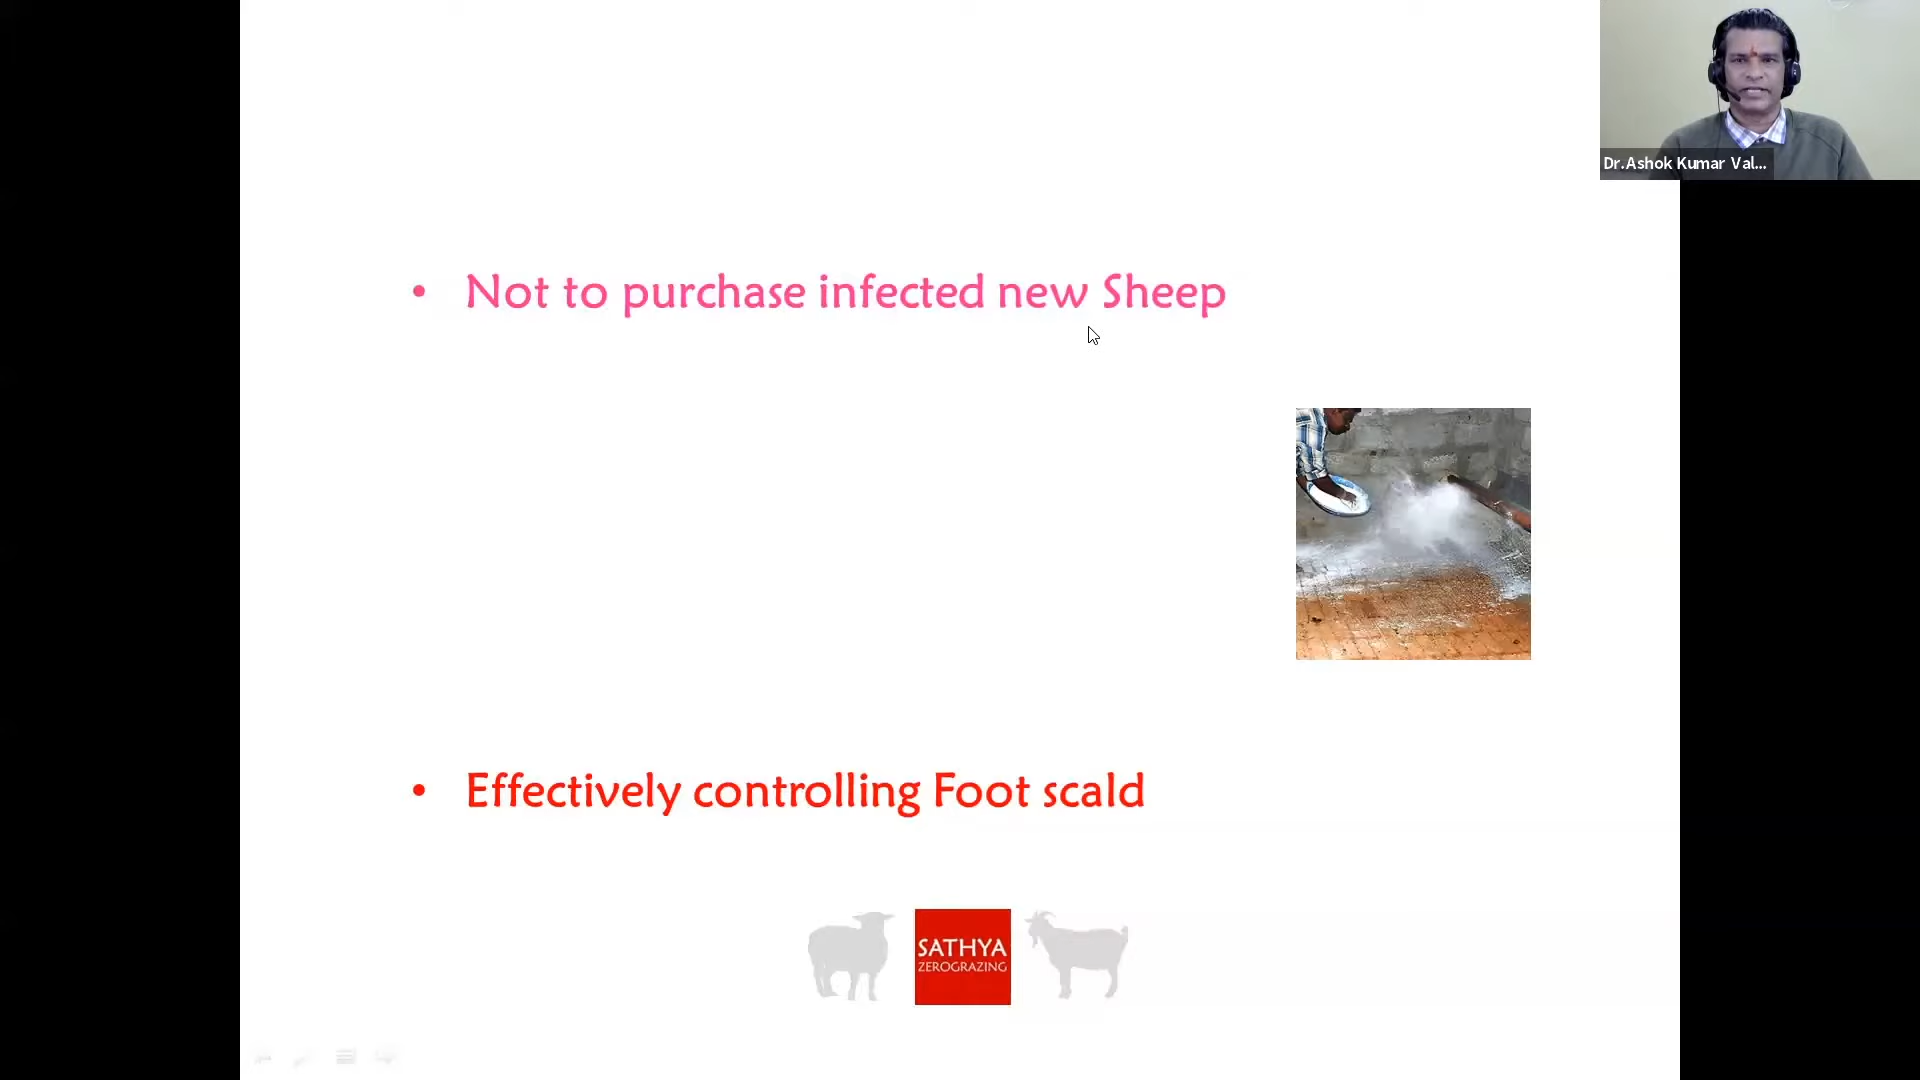 Dr.Ashok Kumar Val...
• Not to purchase infected new Sheep
• Effectively controlling Foot scald
SATHYA
ZEROGRAZING